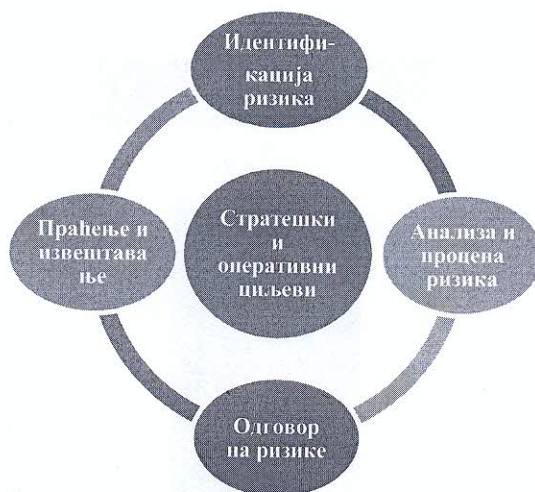 Идентифи-
кација
ризика
Праћење и
извештава
ње
Стратешки
и
оперативни
циљеви
Анализа и
процена
ризика
Одговор
на ризике